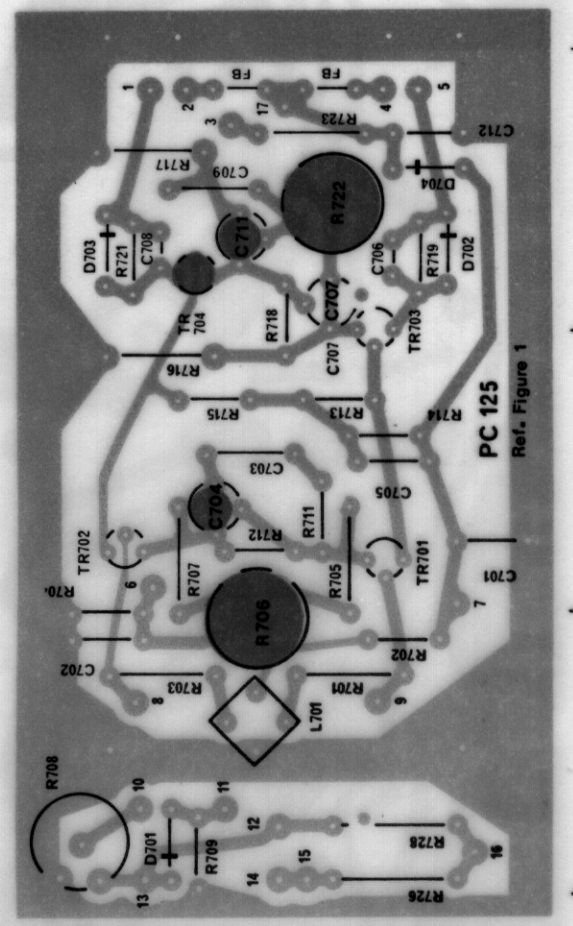 FB
FB
1
2
17
4
5
3
R723
C712
R717
C709
D704
R722
C711
D703
R721
C708
C706
R719
D702
TR
704
C707
R718
C707
TR703
R716
R715
R713
R714
PC 125
Ref. Figure 1
C703
C705
C704
R711
TR702
R712
R707
R705
TR701
C701
6
R70
R706
7
R702
C702
R703
R701
8
9
L701
R708
10
11
D701
R709
12
R728
16
13
14
15
R726